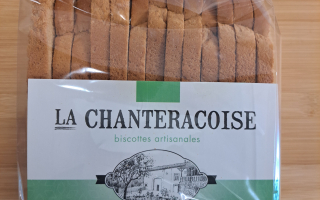 LA CHANTERACOISE
biscottes artisanales